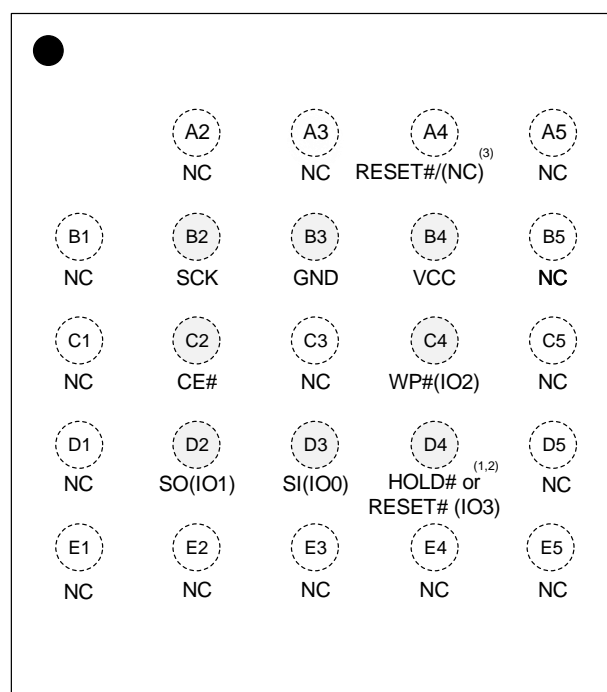 A2 A3 A4 A5
NC NC RESET#/(NC) (3) NC
B1 B2 B3 B4 B5
NC SCK GND VCC NC
C1 C2 C3 C4 C5
NC CE# NC WP#(IO2) NC
D1 D2 D3 D4 D5
NC SO(IO1) SI(IO0) HOLD# or (1,2) NC
RESET# (IO3)
E1 E2 E3 E4 E5
NC NC NC NC NC